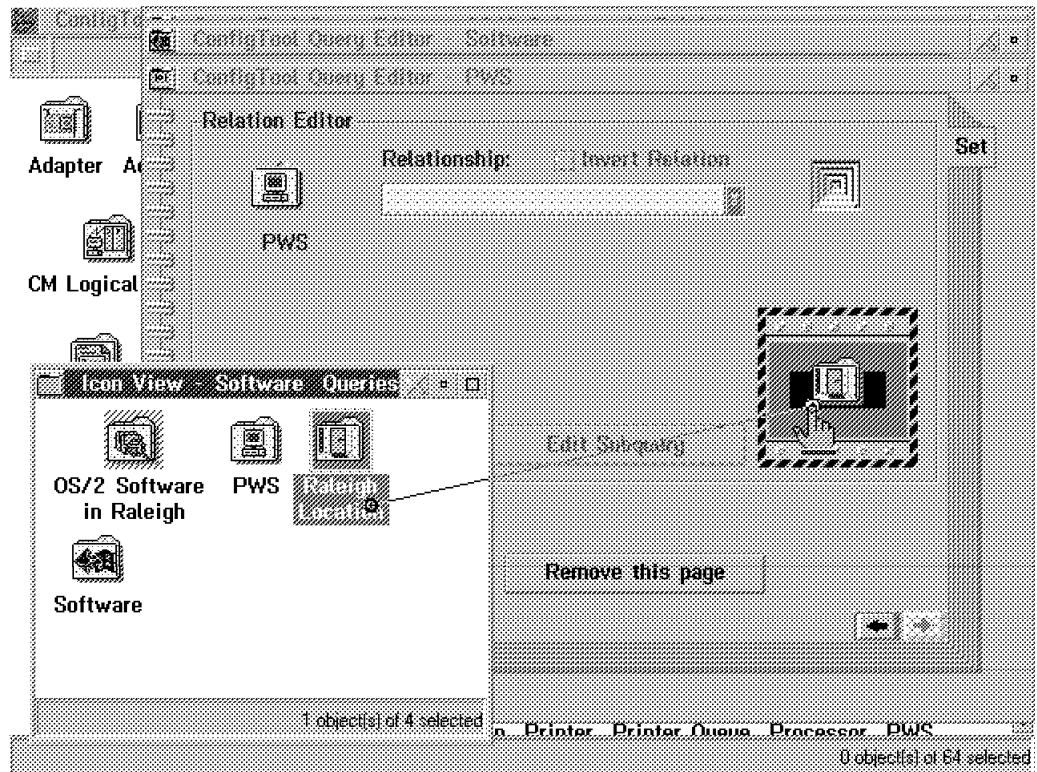 ConfigTo
ConfigTool Query Editor - Software
ConfigTool Query Editor - PWS
Relation Editor
Set
Relationship:
Invert Relation
Adapter
PWS
CM Logical
Icon View - Software Queries
Edit Subquery
OS/2 Software in Raleigh
PWS
Raleigh Location
Remove this page
Software
1 object(s) of 4 selected
Printer Printer Queue Processor PWS
0 object(s) of 64 selected